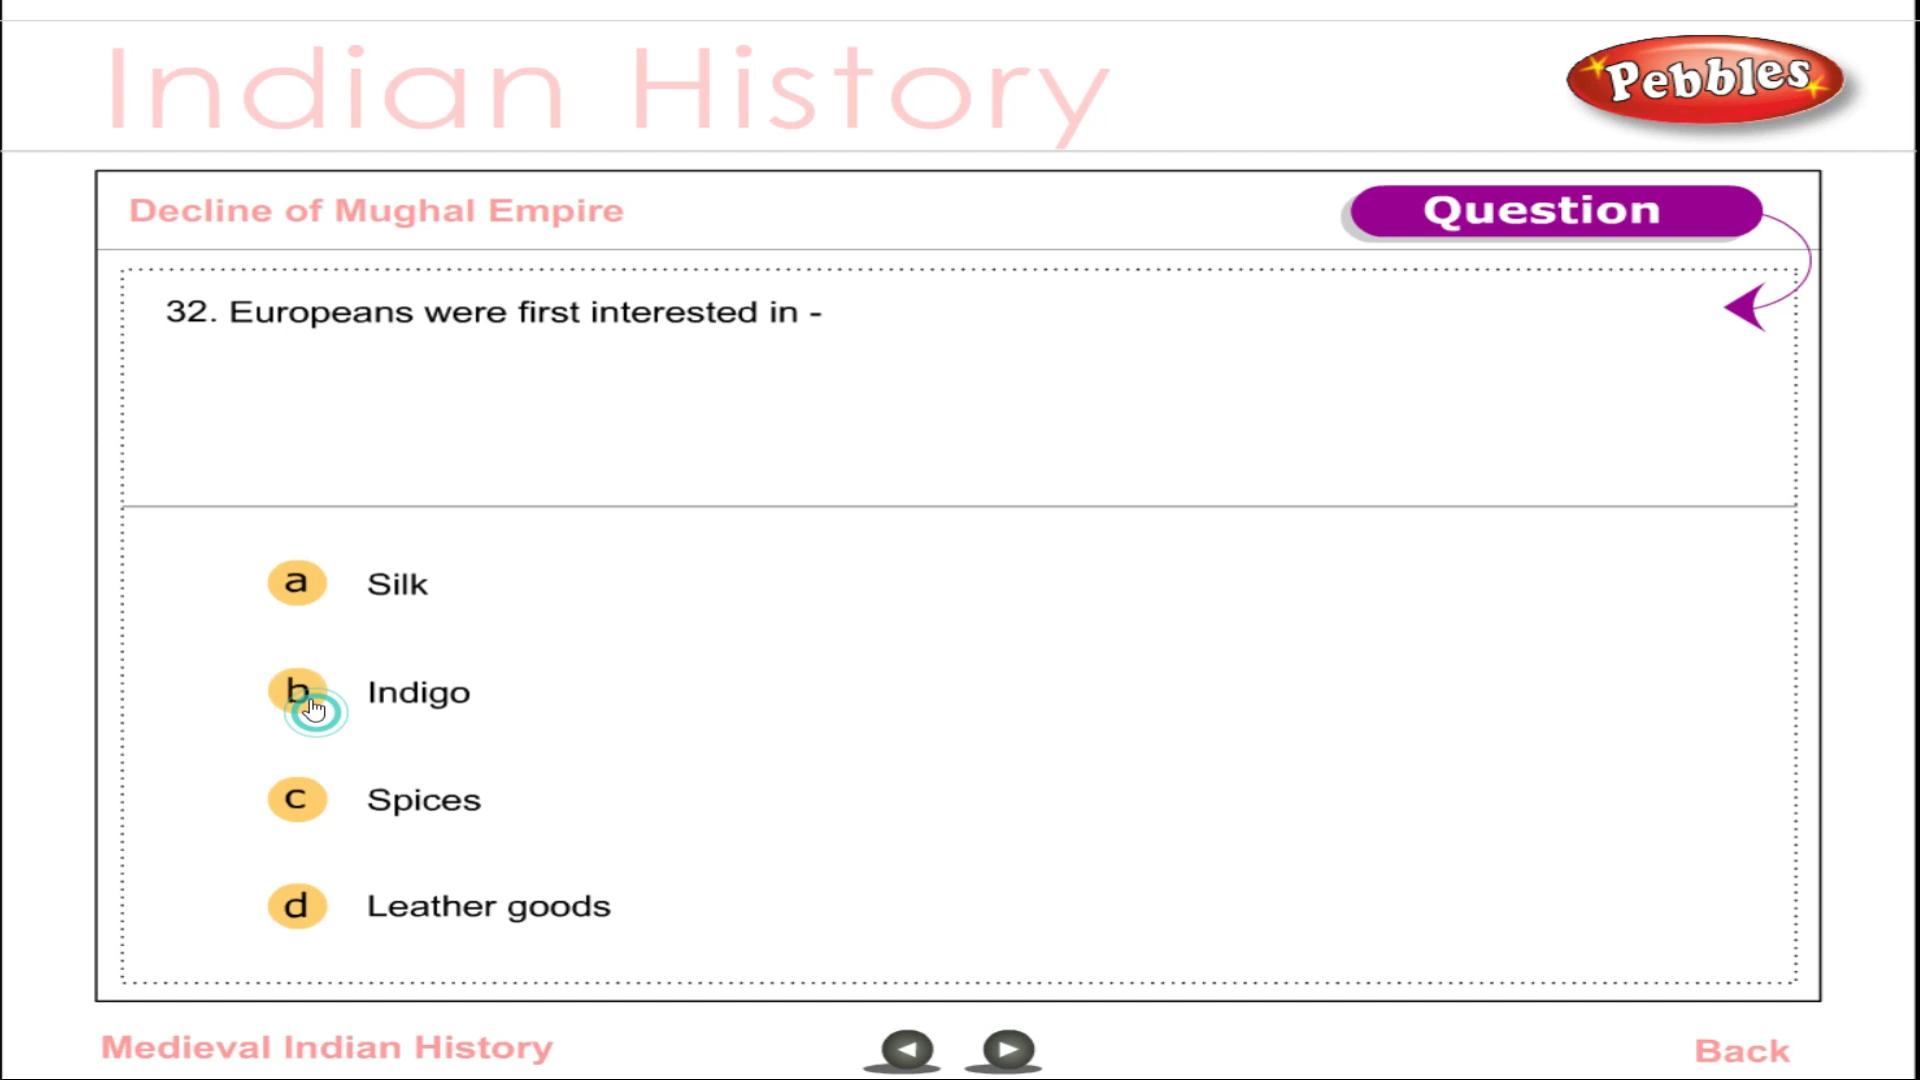 Indian History
Pebbles
Decline of Mughal Empire
Question
32. Europeans were first interested in -
a Silk
b Indigo
c Spices
d Leather goods
Medieval Indian History
Back